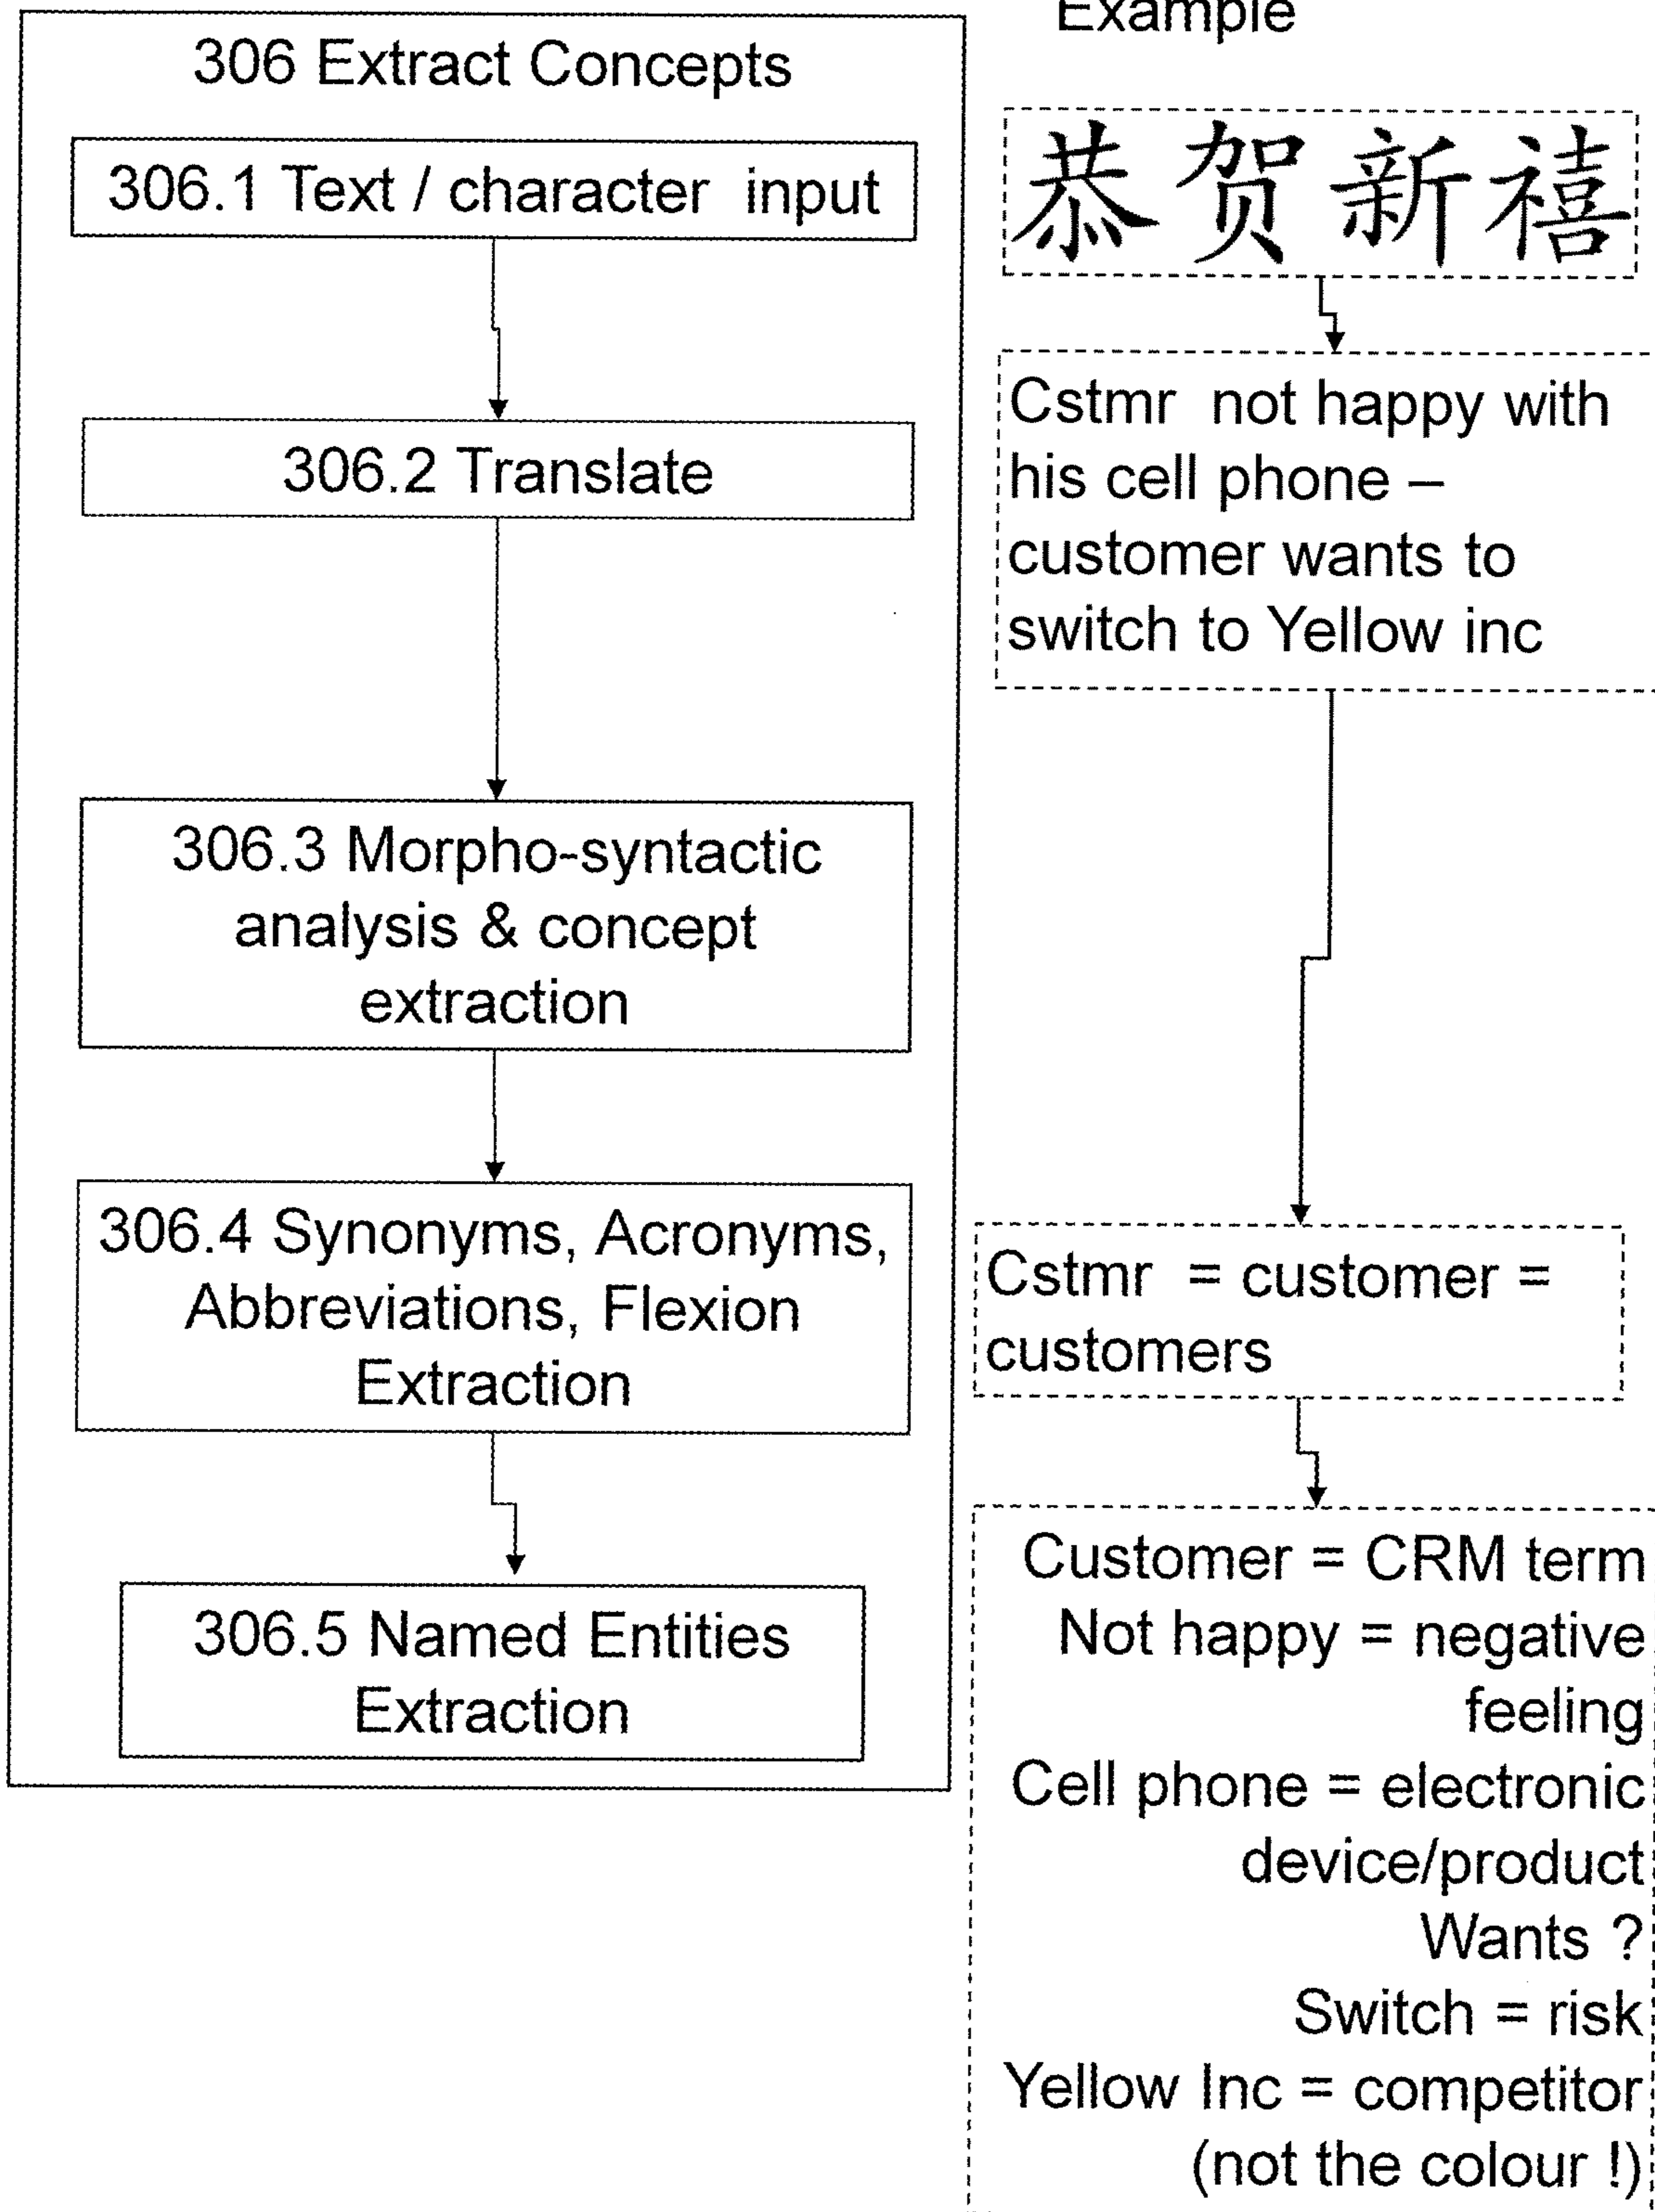 306 Extract Concepts
306.1 Text / character input
306.2 Translate
306.3 Morpho-syntactic
analysis & concept
extraction
306.4 Synonyms, Acronyms,
Abbreviations, Flexion
Extraction
306.5 Named Entities
Extraction
Example
恭贺新禧
Cstmr not happy with
his cell phone –
customer wants to
switch to Yellow inc
Cstmr = customer =
customers
Customer = CRM term
Not happy = negative
feeling
Cell phone = electronic
device/product
Wants ?
Switch = risk
Yellow Inc = competitor
(not the colour !)